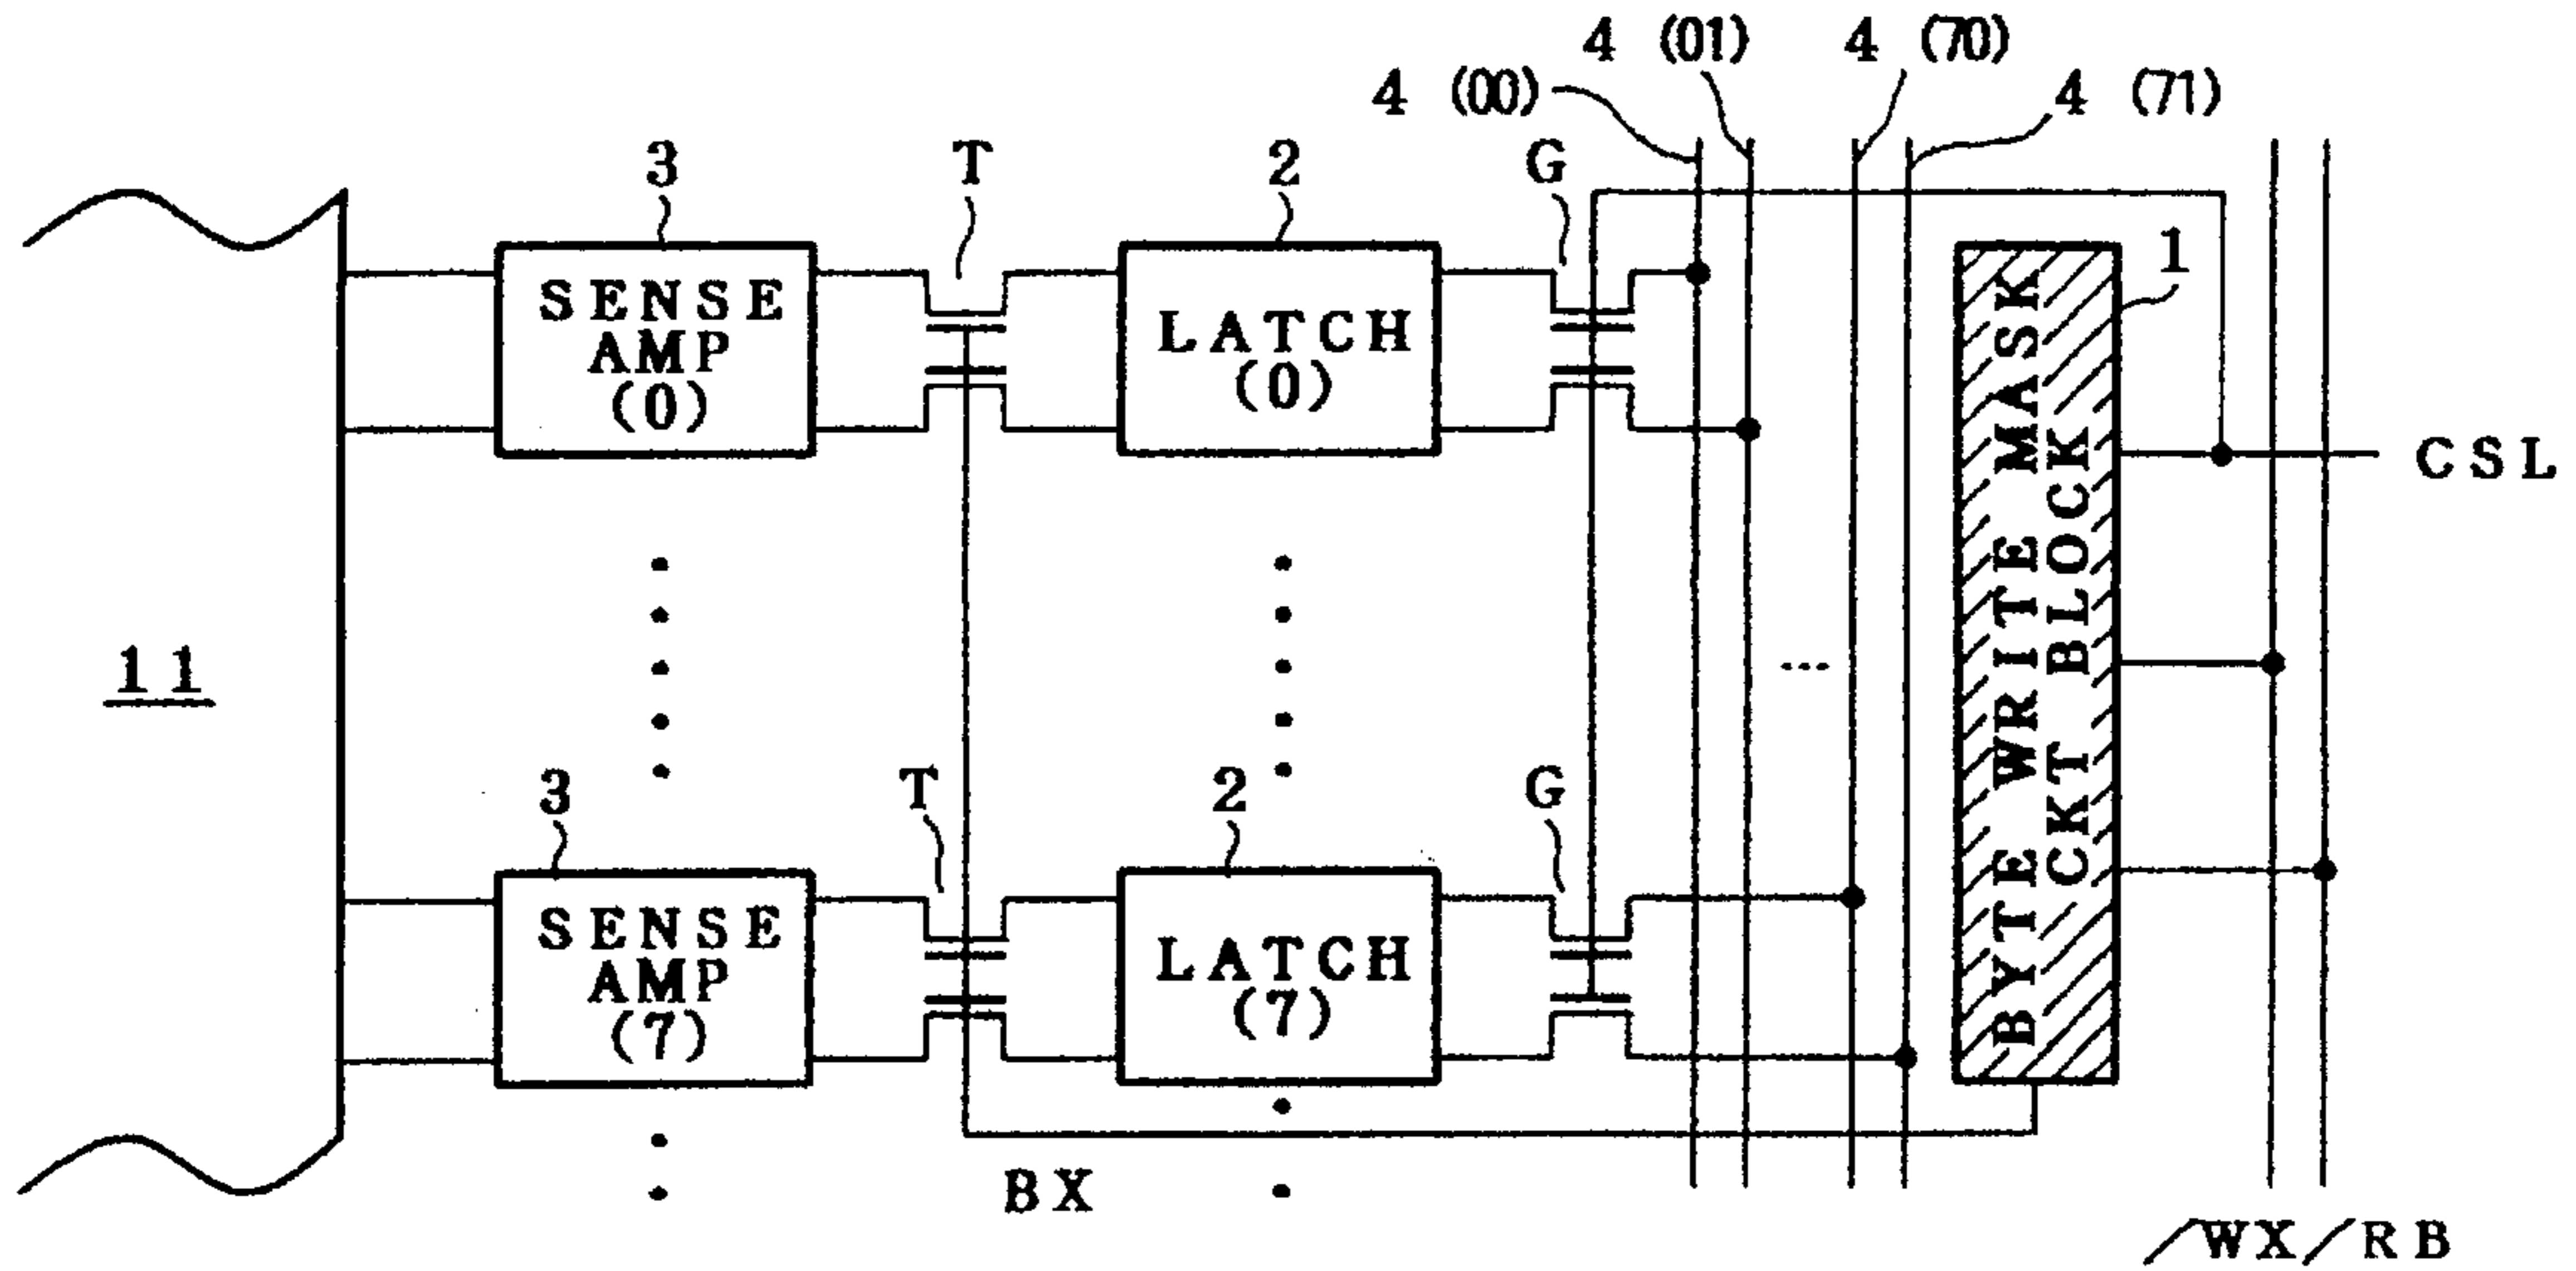 4 (01) 4 (70)
4 (00) 4 (71)
3 T 2 G
1
SENSE
AMP
(0)
LATCH
(0)
BYTE WRITE MASK
CKT BLOCK
CSL
11
3 T 2 G
SENSE
AMP
(7)
LATCH
(7)
BX
/WX/RB